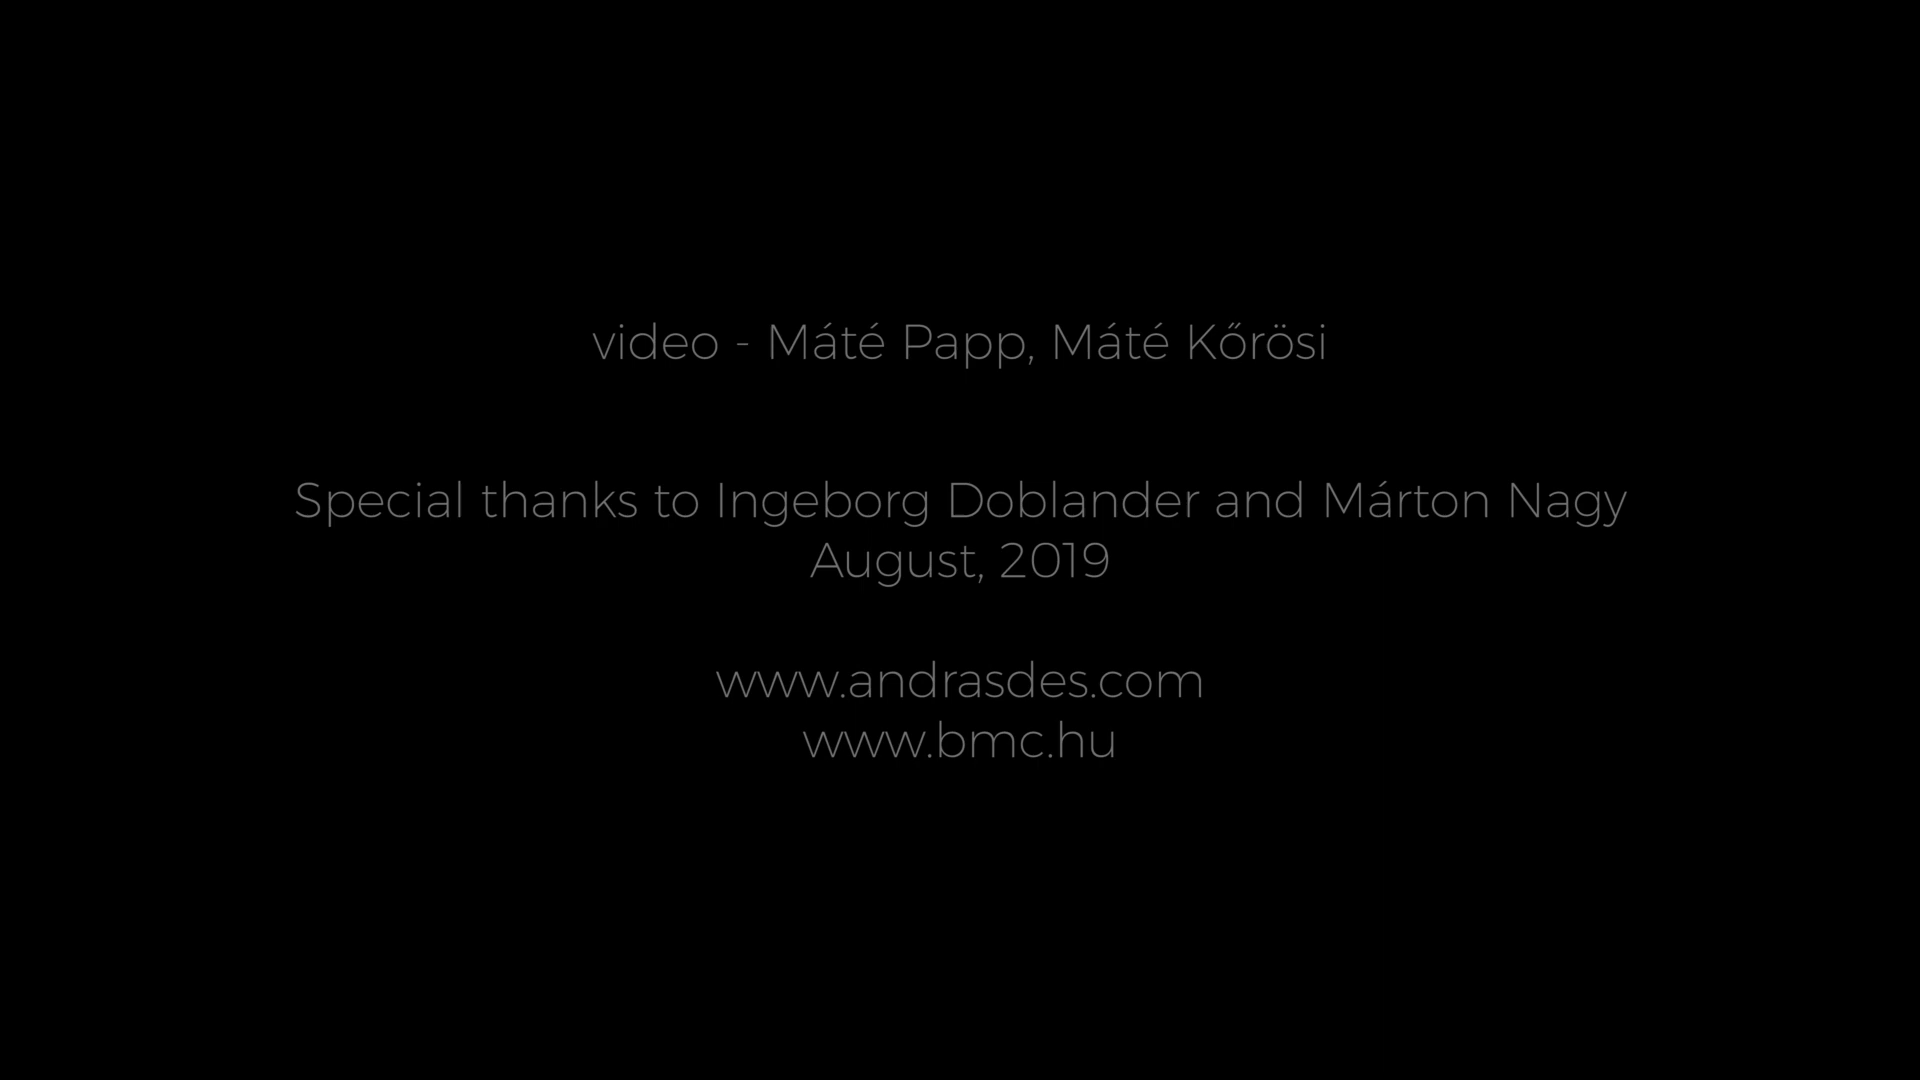 video - Máté Papp, Máté Kőrösi
Special thanks to Ingeborg Doblander and Márton Nagy
August, 2019
www.andrasdes.com
www.bmc.hu